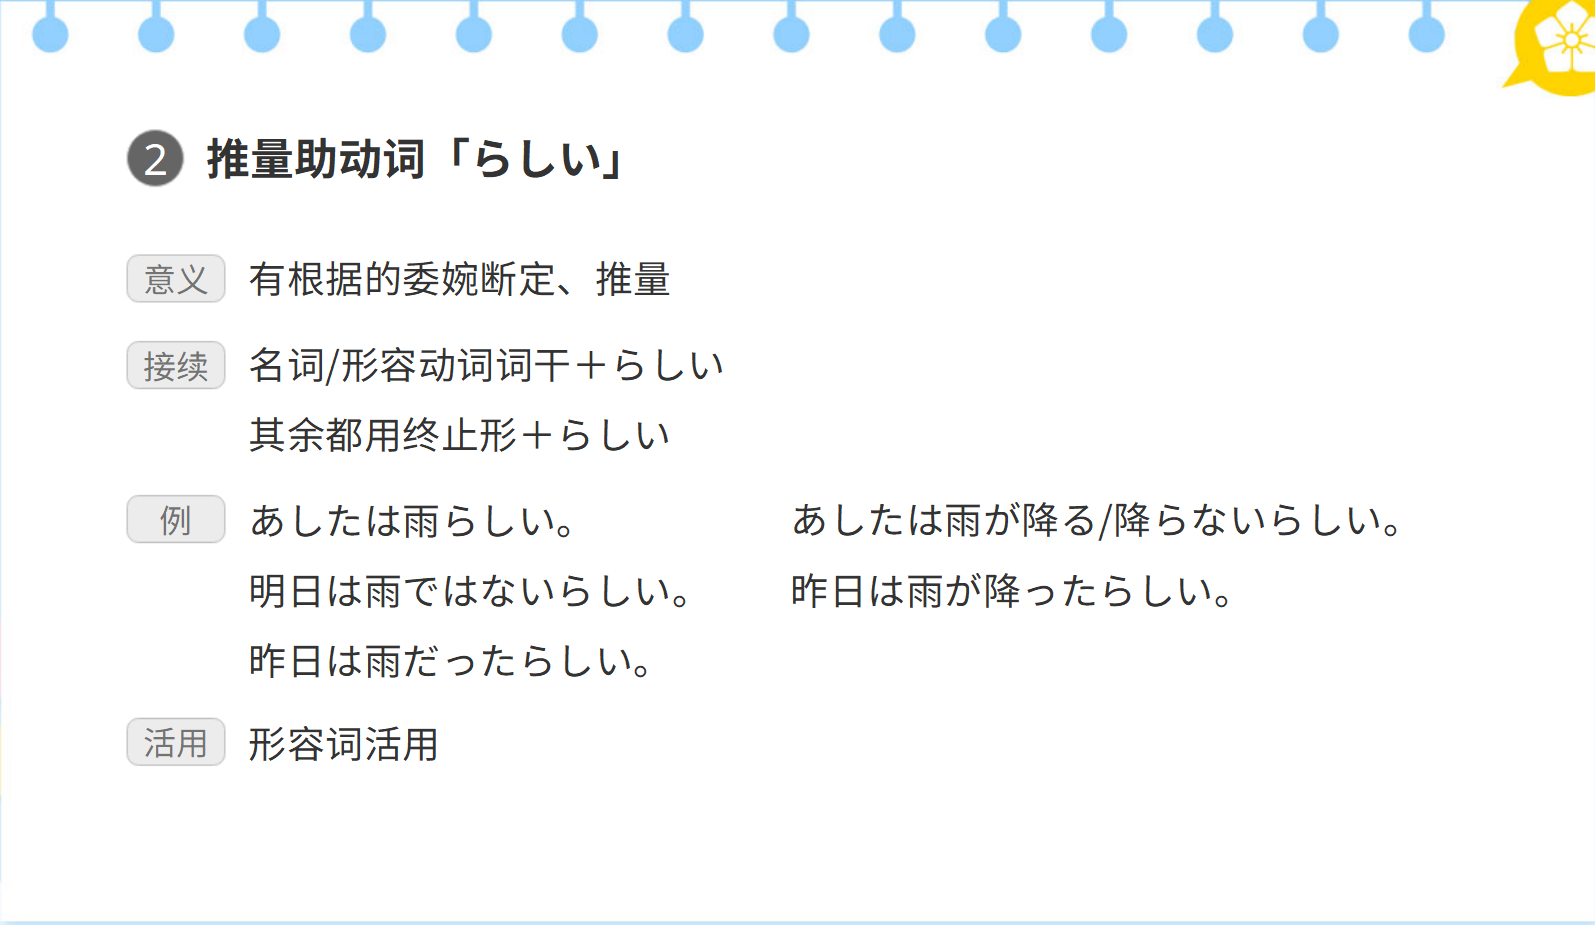 2 推量助动词「らしい」
意义 有根据的委婉断定、推量
接续 名词/形容动词词干＋らしい
其余都用终止形＋らしい
例 あしたは雨らしい。 あしたは雨が降る/降らないらしい。
明日は雨ではないらしい。 昨日は雨が降ったらしい。
昨日は雨だったらしい。
活用 形容词活用